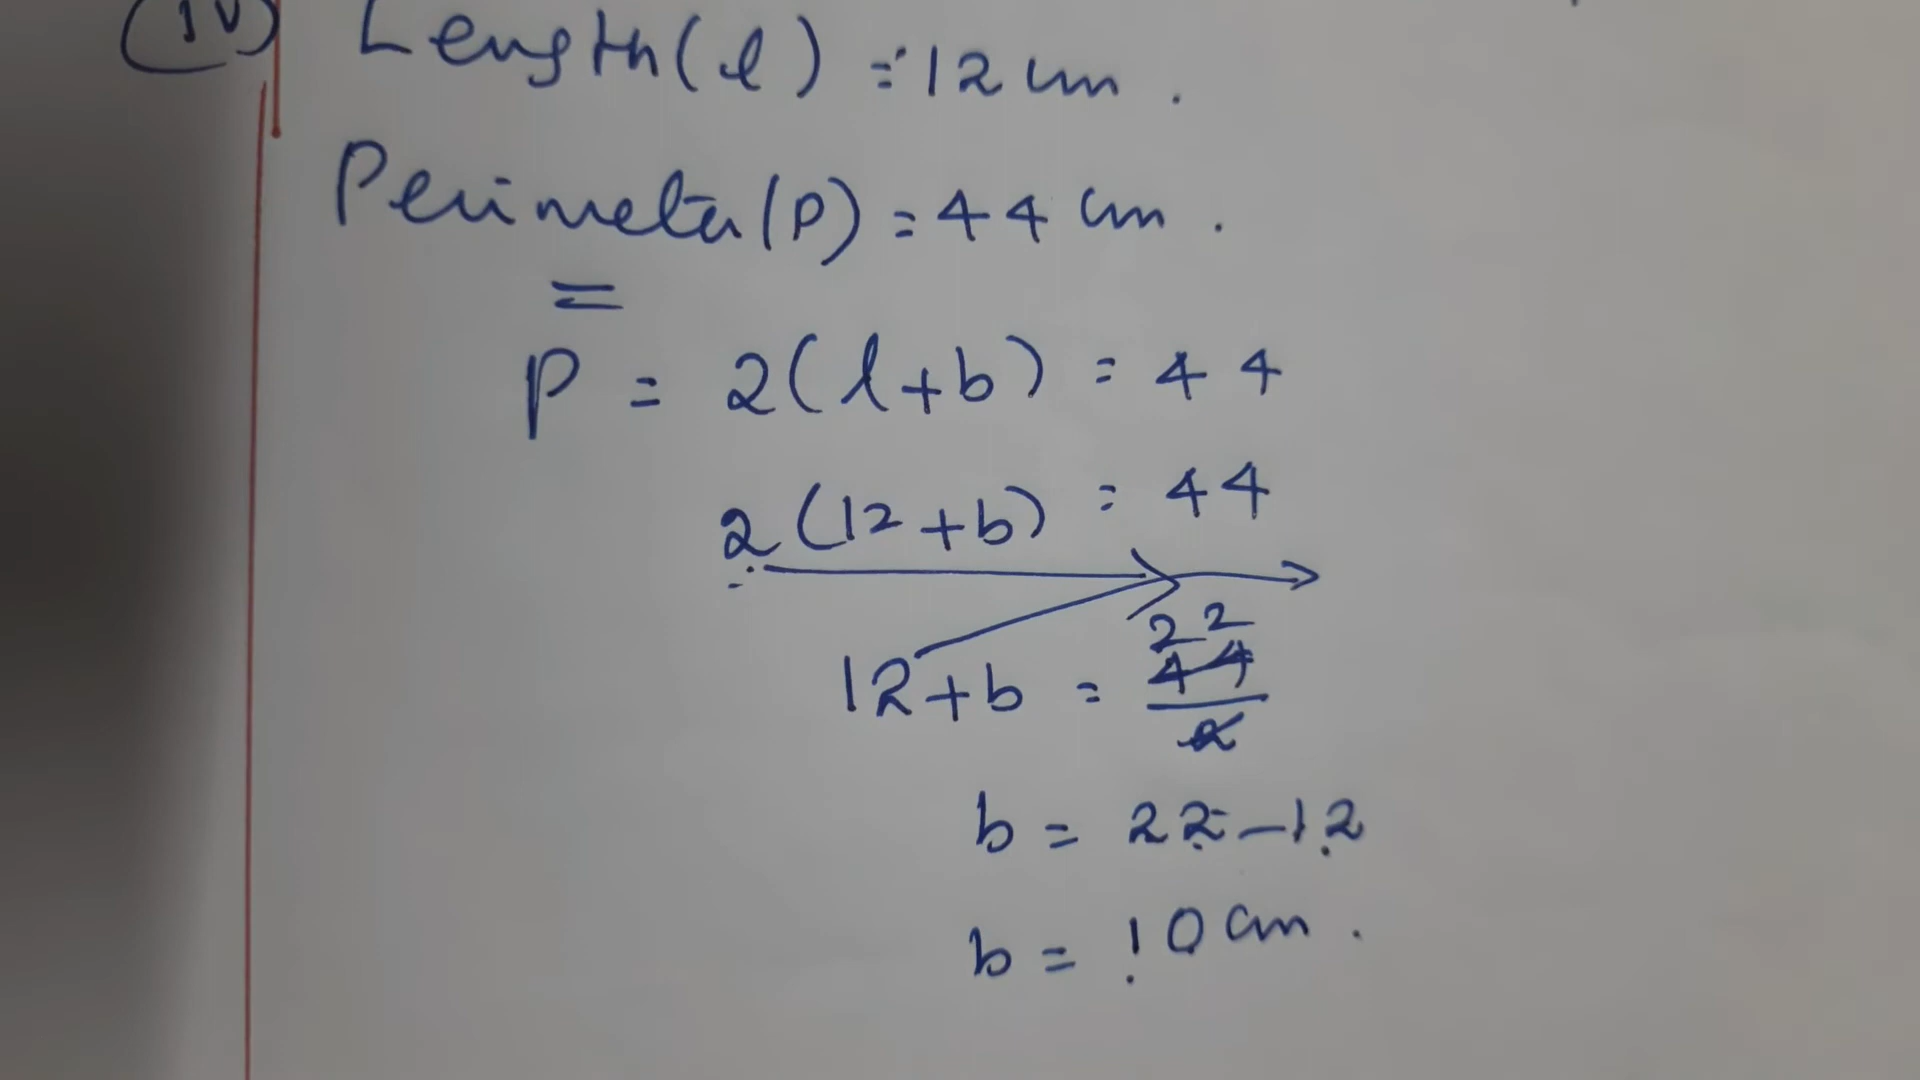 (IV) Length(l) = 12 cm.
Perimeter(P) = 44 cm.
=
P = 2(l+b) = 44
2(12+b) = 44
22
12+b = 44/2
b = 22-12
b = 10 cm.